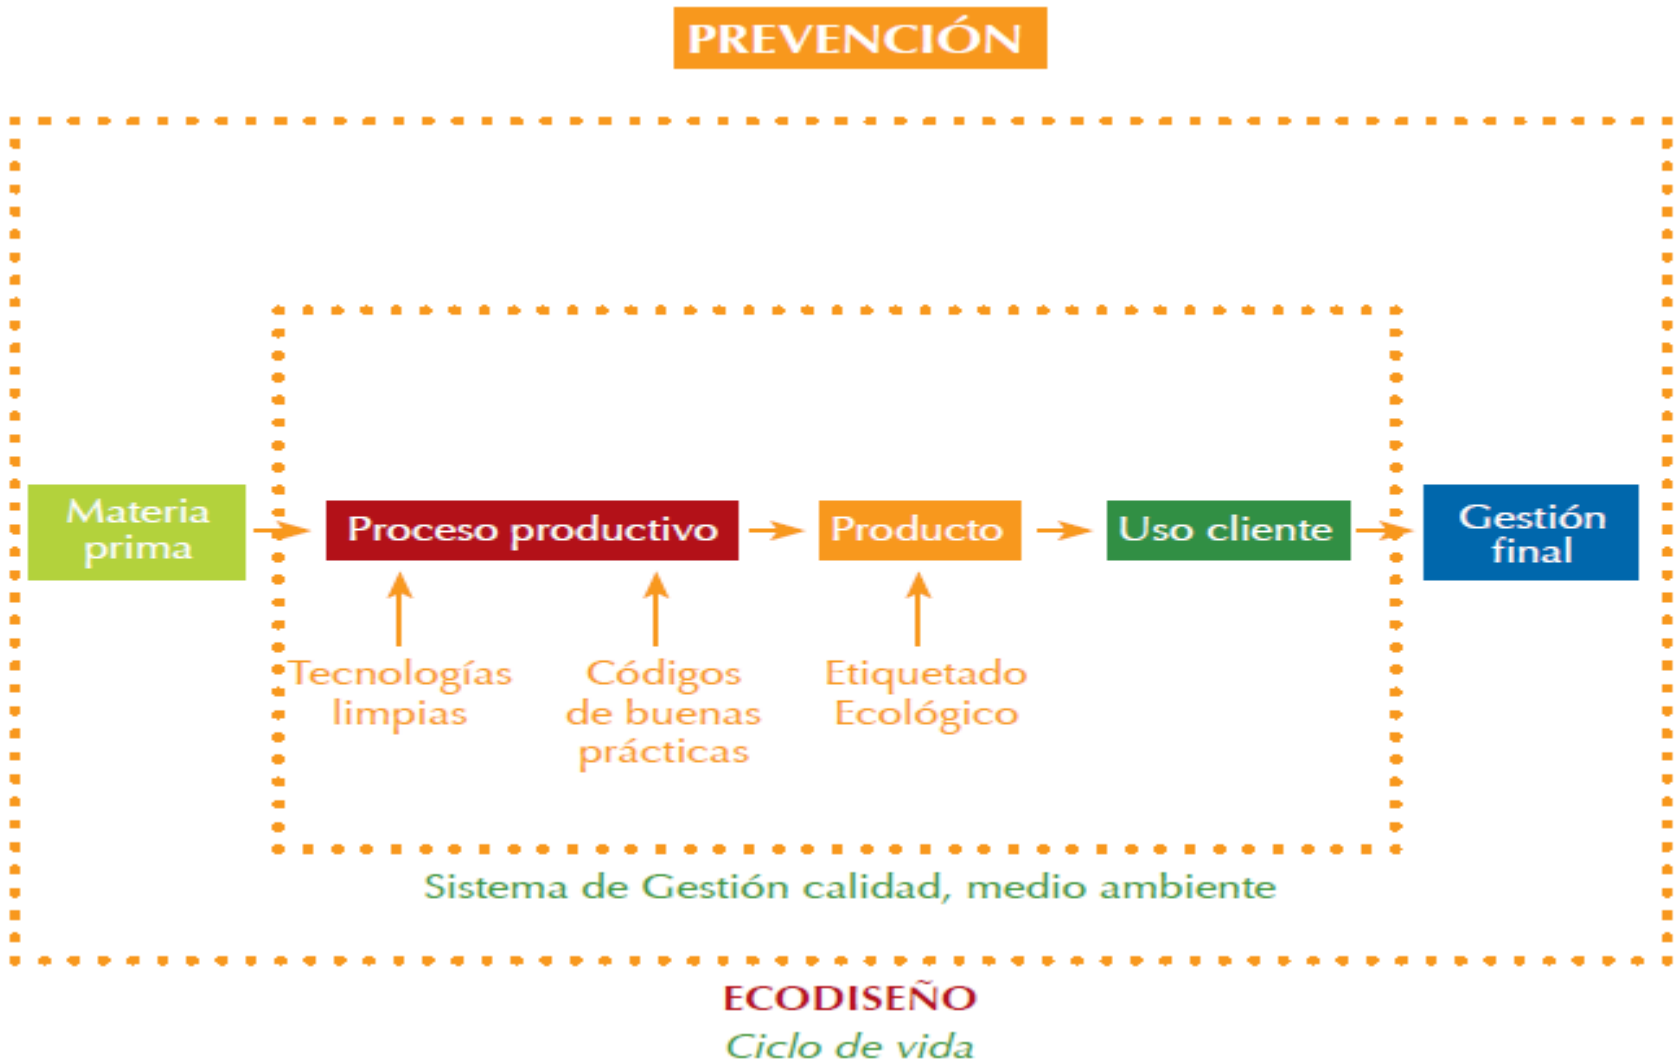 PREVENCIÓN
Materia
prima
Proceso productivo
Producto
Uso cliente
Gestión
final
Tecnologías
limpias
Códigos
de buenas
prácticas
Etiquetado
Ecológico
Sistema de Gestión calidad, medio ambiente
ECODISEÑO
Ciclo de vida